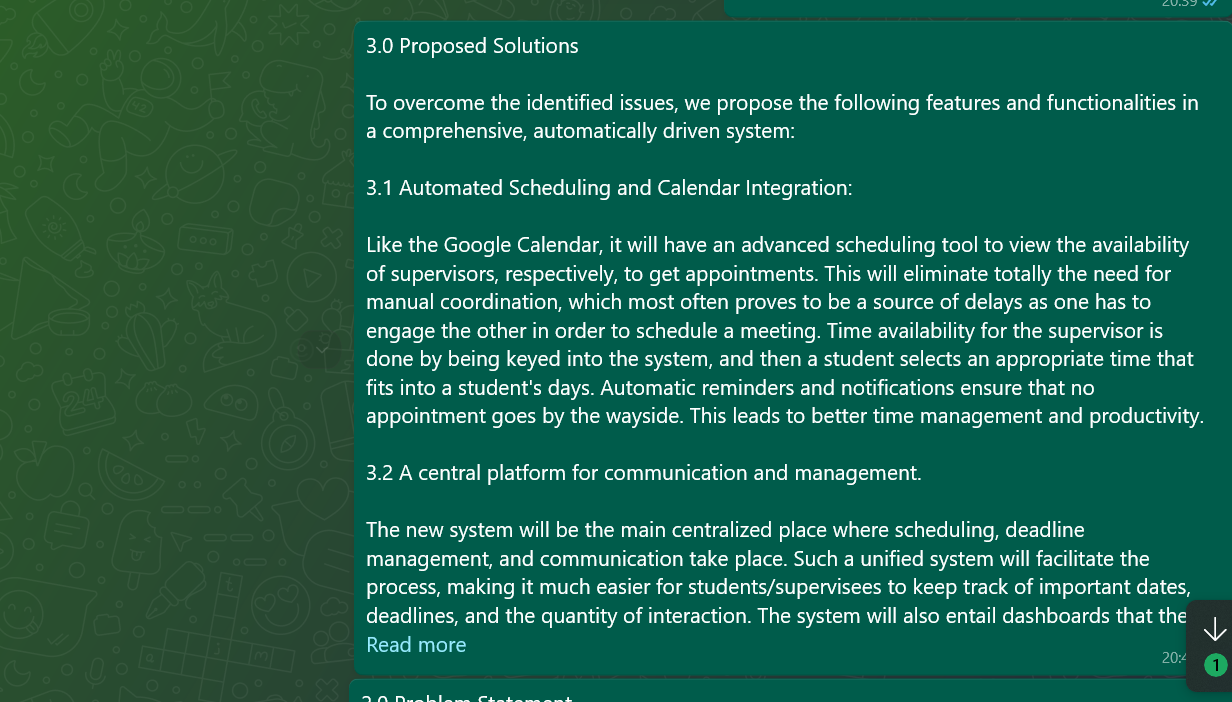 20:39
3.0 Proposed Solutions
To overcome the identified issues, we propose the following features and functionalities in
a comprehensive, automatically driven system:
3.1 Automated Scheduling and Calendar Integration:
Like the Google Calendar, it will have an advanced scheduling tool to view the availability
of supervisors, respectively, to get appointments. This will eliminate totally the need for
manual coordination, which most often proves to be a source of delays as one has to
engage the other in order to schedule a meeting. Time availability for the supervisor is
done by being keyed into the system, and then a student selects an appropriate time that
fits into a student's days. Automatic reminders and notifications ensure that no
appointment goes by the wayside. This leads to better time management and productivity.
3.2 A central platform for communication and management.
The new system will be the main centralized place where scheduling, deadline
management, and communication take place. Such a unified system will facilitate the
process, making it much easier for students/supervisees to keep track of important dates,
deadlines, and the quantity of interaction. The system will also entail dashboards that the
Read more
20:4
1
Problem Statement